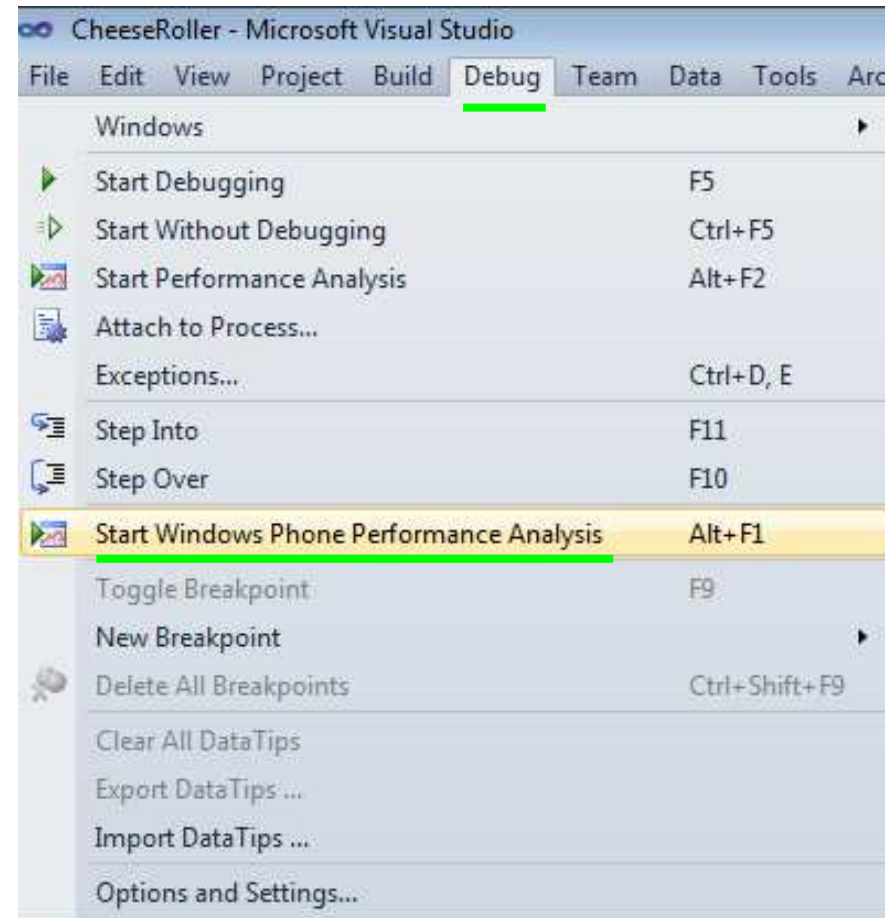 CheeseRoller - Microsoft Visual Studio
File Edit View Project Build Debug Team Data Tools Arc
Windows
Start Debugging F5
Start Without Debugging Ctrl+F5
Start Performance Analysis Alt+F2
Attach to Process...
Exceptions... Ctrl+D, E
Step Into F11
Step Over F10
Start Windows Phone Performance Analysis Alt+F1
Toggle Breakpoint F9
New Breakpoint
Delete All Breakpoints Ctrl+Shift+F9
Clear All DataTips
Export DataTips ...
Import DataTips ...
Options and Settings...